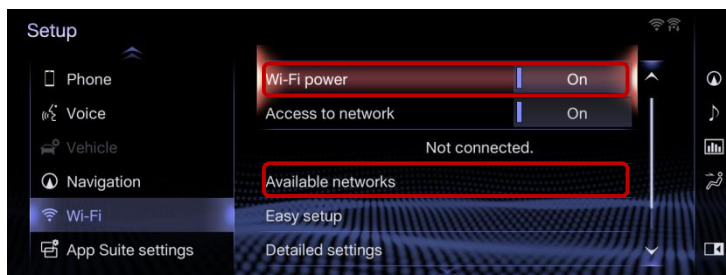 Setup
Phone
Voice
Vehicle
Navigation
Wi-Fi
App Suite settings
Wi-Fi power On
Access to network On
Not connected.
Available networks
Easy setup
Detailed settings